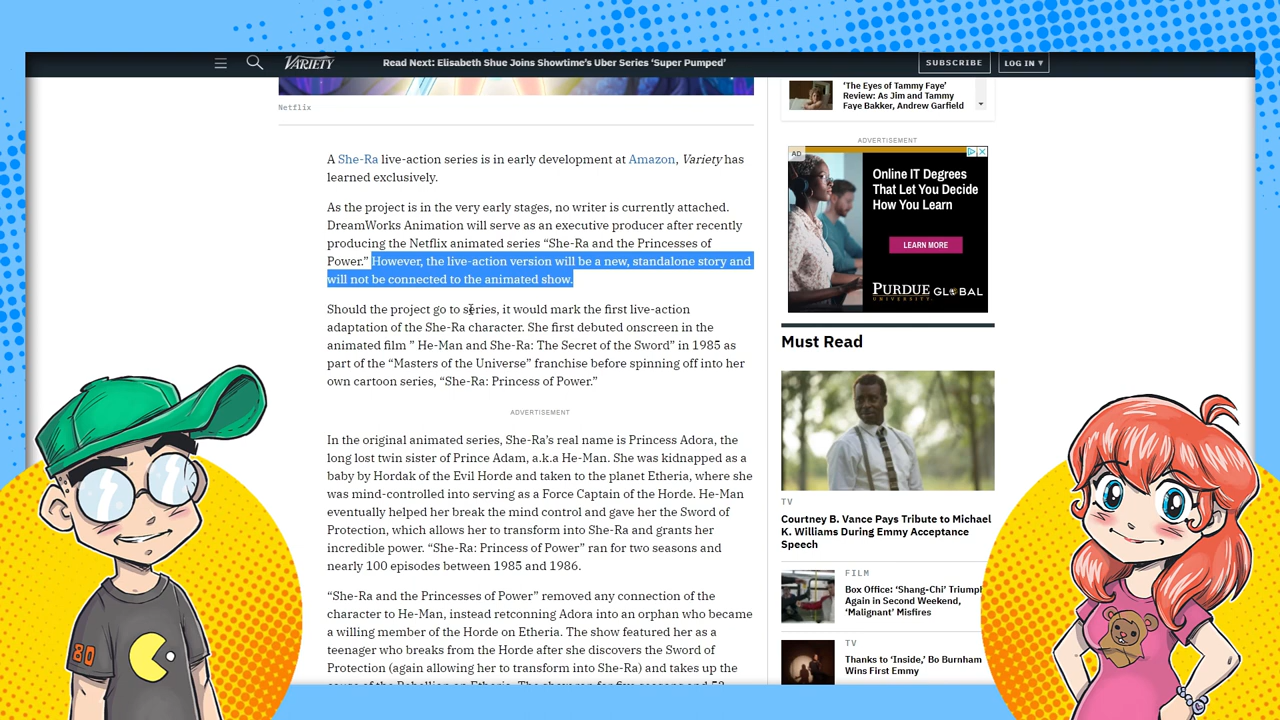 VARIETY
Read Next: Elisabeth Shue Joins Showtime's Uber Series 'Super Pumped'
SUBSCRIBE
LOG IN ▾
Netflix
A She-Ra live-action series is in early development at Amazon, Variety has
learned exclusively.
As the project is in the very early stages, no writer is currently attached.
DreamWorks Animation will serve as an executive producer after recently
producing the Netflix animated series “She-Ra and the Princesses of
Power.” However, the live-action version will be a new, standalone story and
will not be connected to the animated show.
Should the project go to series, it would mark the first live-action
adaptation of the She-Ra character. She first debuted onscreen in the
animated film ” He-Man and She-Ra: The Secret of the Sword” in 1985 as
part of the “Masters of the Universe” franchise before spinning off into her
own cartoon series, “She-Ra: Princess of Power.”
ADVERTISEMENT
In the original animated series, She-Ra’s real name is Princess Adora, the
long lost twin sister of Prince Adam, a.k.a He-Man. She was kidnapped as a
baby by Hordak of the Evil Horde and taken to the planet Etheria, where she
was mind-controlled into serving as a Force Captain of the Horde. He-Man
eventually helped her break the mind control and gave her the Sword of
Protection, which allows her to transform into She-Ra and grants her
incredible power. “She-Ra: Princess of Power” ran for two seasons and
nearly 100 episodes between 1985 and 1986.
“She-Ra and the Princesses of Power” removed any connection of the
character to He-Man, instead retconning Adora into an orphan who became
a willing member of the Horde on Etheria. The show featured her as a
teenager who breaks from the Horde after she discovers the Sword of
Protection (again allowing her to transform into She-Ra) and takes up the
‘The Eyes of Tammy Faye’
Review: As Jim and Tammy
Faye Bakker, Andrew Garfield
ADVERTISEMENT
AD
Online IT Degrees
That Let You Decide
How You Learn
LEARN MORE
PURDUE GLOBAL
UNIVERSITY
Must Read
TV
Courtney B. Vance Pays Tribute to Michael
K. Williams During Emmy Acceptance
Speech
FILM
Box Office: ‘Shang-Chi’ Triumph
Again in Second Weekend,
‘Malignant’ Misfires
TV
Thanks to ‘Inside,’ Bo Burnham
Wins First Emmy
80